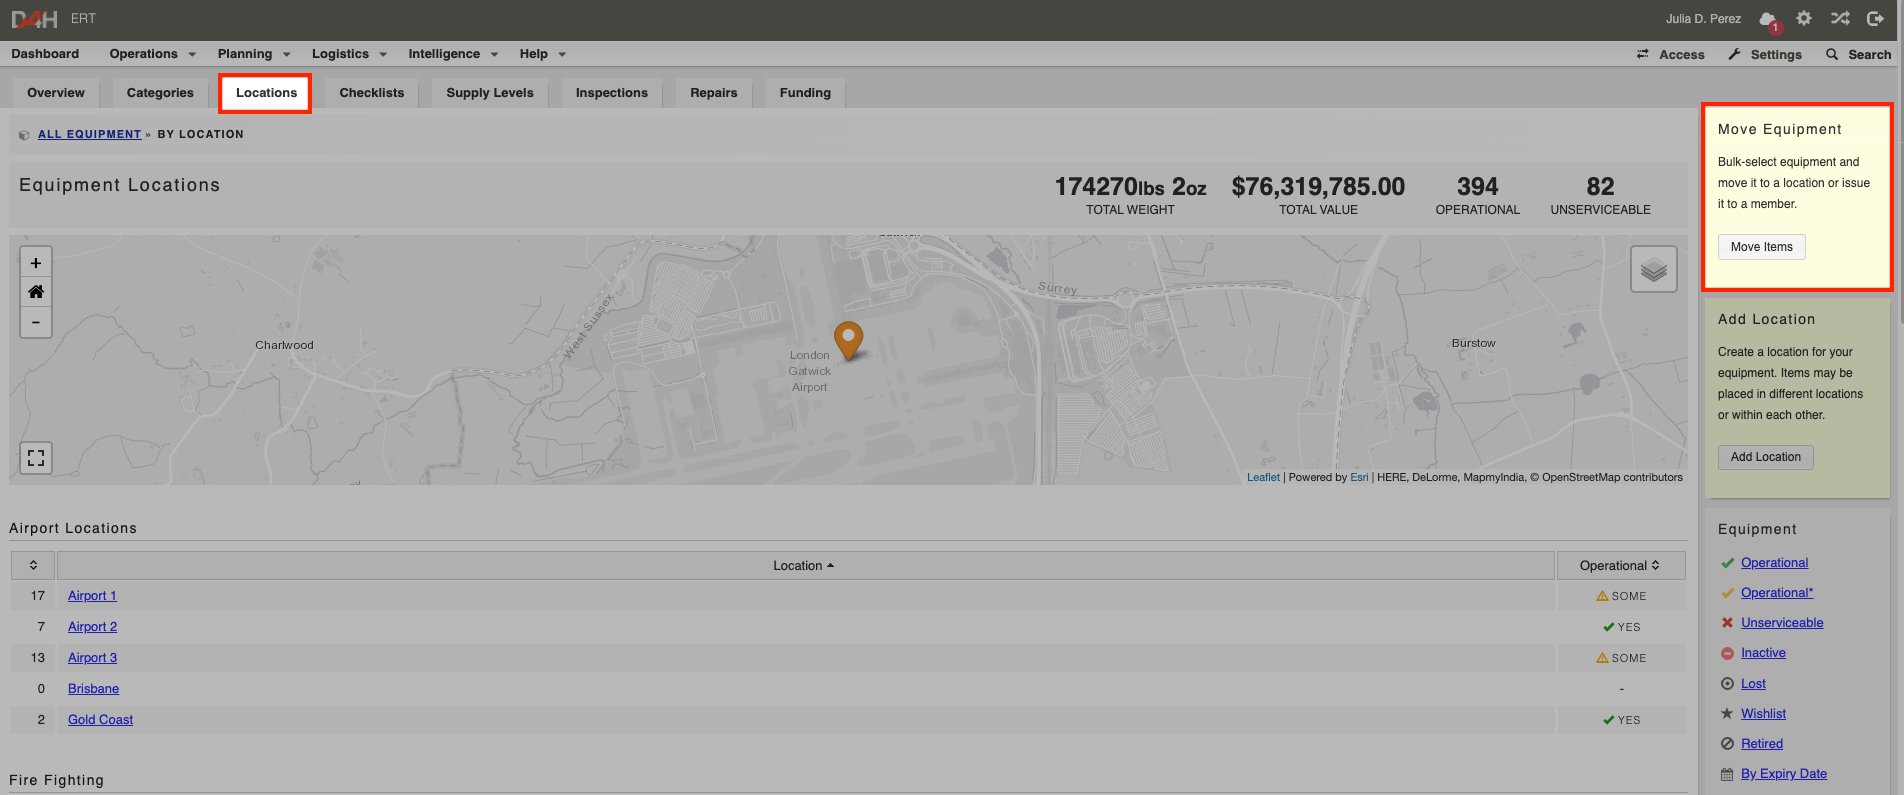 D4H ERT
Julia D. Perez
1
Dashboard Operations Planning Logistics Intelligence Help
Access Settings Search
Overview Categories Locations Checklists Supply Levels Inspections Repairs Funding
ALL EQUIPMENT » BY LOCATION
Equipment Locations
174270lbs 2oz
TOTAL WEIGHT
$76,319,785.00
TOTAL VALUE
394
OPERATIONAL
82
UNSERVICEABLE
+
-
Charlwood
West Sussex
London
Gatwick
Airport
Surrey
Burstow
Leaflet | Powered by Esri | HERE, DeLorme, MapmyIndia, © OpenStreetMap contributors
Airport Locations
Location Operational
17 Airport 1 SOME
7 Airport 2 YES
13 Airport 3 SOME
0 Brisbane -
2 Gold Coast YES
Fire Fighting
Move Equipment
Bulk-select equipment and
move it to a location or issue
it to a member.
Move Items
Add Location
Create a location for your
equipment. Items may be
placed in different locations
or within each other.
Add Location
Equipment
Operational
Operational*
Unserviceable
Inactive
Lost
Wishlist
Retired
By Expiry Date